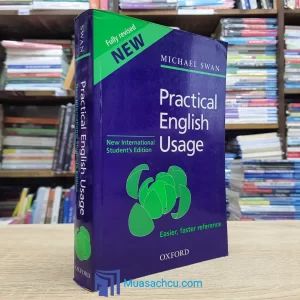 Fully revised
NEW
MICHAEL SWAN
Practical
English
Usage
New International
Student's Edition
Easier, faster reference
OXFORD
SWAN
Practical English Usage
OXFORD
Muasachcu.com